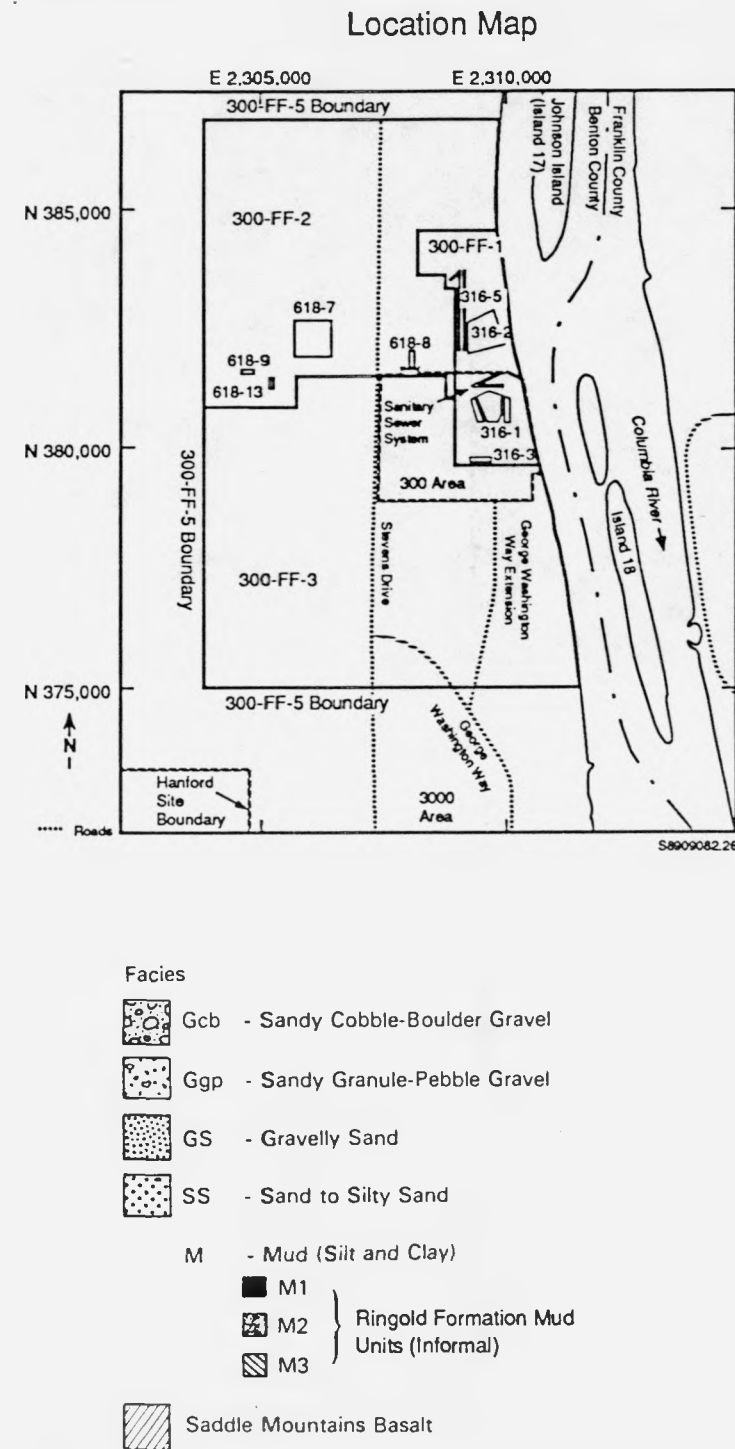 Location Map
E 2,305,000
E 2,310,000
300-FF-5 Boundary
Johnson Island
(Island 17)
Franklin County
Benton County
N 385,000
300-FF-2
300-FF-1
316-5
618-7
316-2
618-8
618-9
618-13
Sanitary
Sewer
System
316-1
N 380,000
316-3
Columbia River
300 Area
300-FF-5 Boundary
Stevens Drive
George Washington
Way Extension
Island 18
300-FF-3
N 375,000
300-FF-5 Boundary
George
Washington Way
N
Hanford
Site
Boundary
3000
Area
Roads
S8909082.26
Facies
Gcb - Sandy Cobble-Boulder Gravel
Ggp - Sandy Granule-Pebble Gravel
GS - Gravelly Sand
SS - Sand to Silty Sand
M - Mud (Silt and Clay)
M1
M2
M3
Ringold Formation Mud
Units (Informal)
Saddle Mountains Basalt